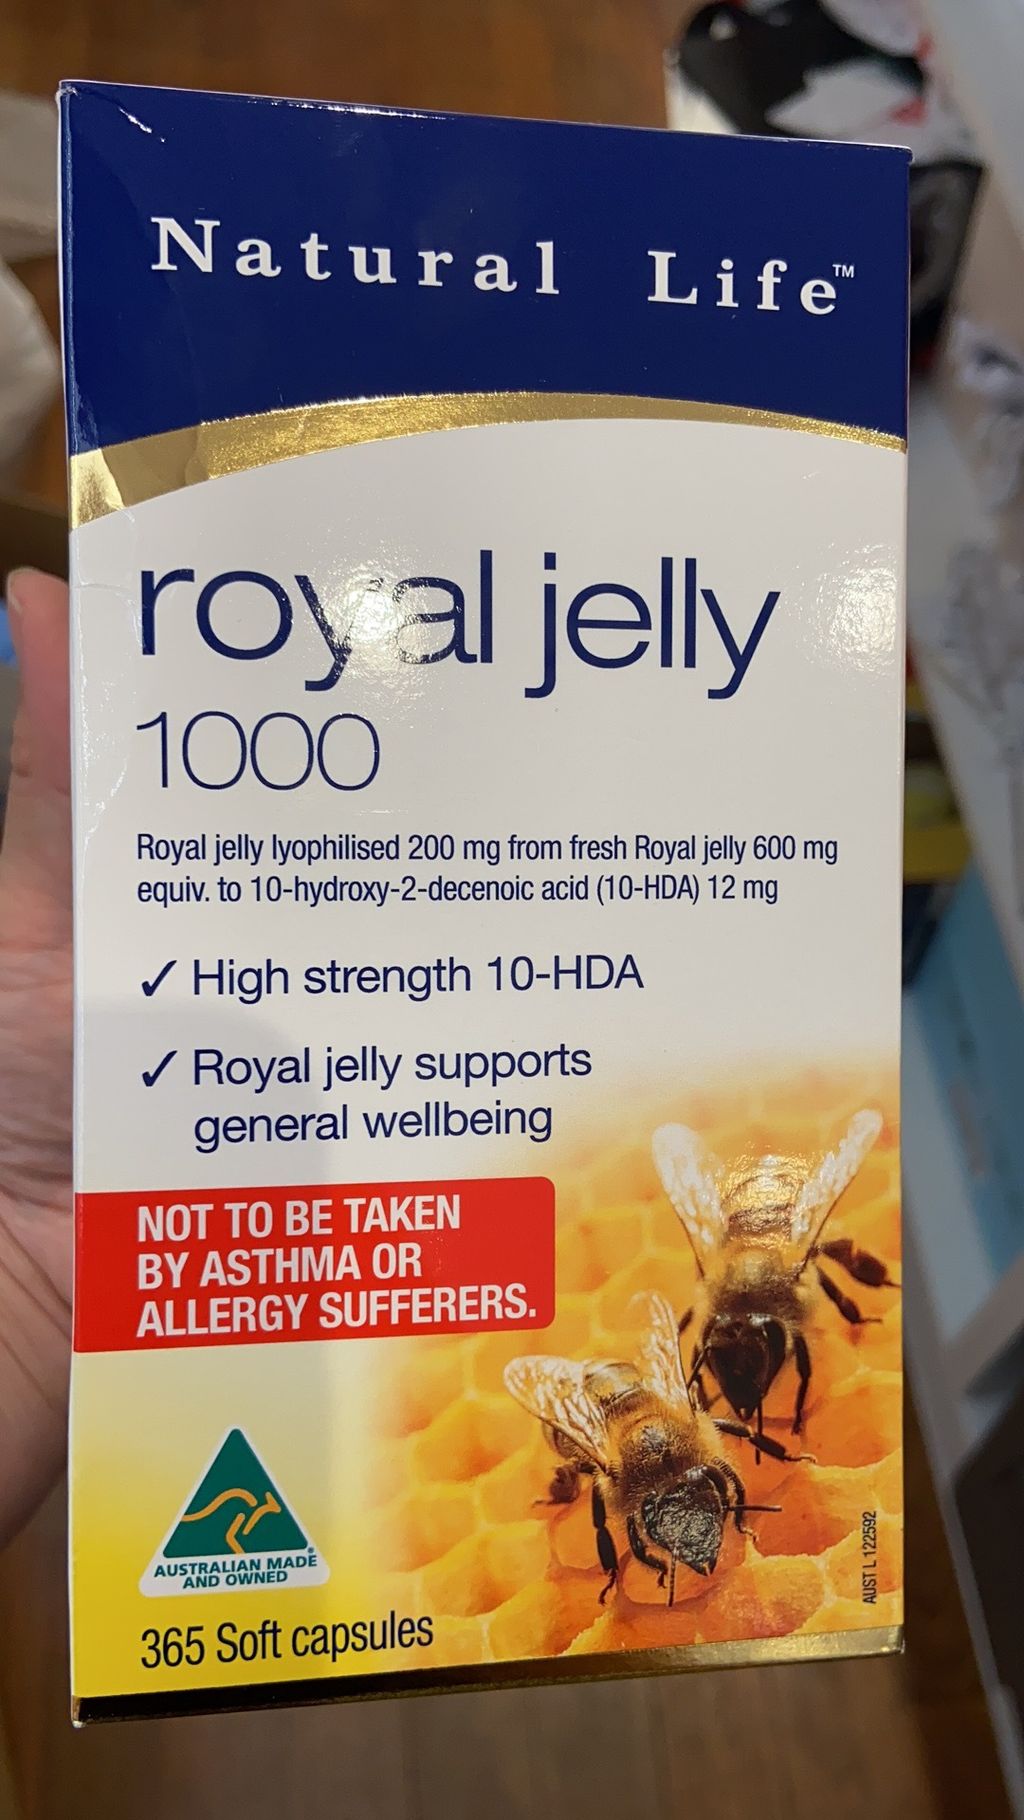 Natural Life™
royal jelly
1000
Royal jelly lyophilised 200 mg from fresh Royal jelly 600 mg
equiv. to 10-hydroxy-2-decenoic acid (10-HDA) 12 mg
✓ High strength 10-HDA
✓ Royal jelly supports
general wellbeing
NOT TO BE TAKEN
BY ASTHMA OR
ALLERGY SUFFERERS.
AUSTRALIAN MADE®
AND OWNED
365 Soft capsules
AUST L 122592